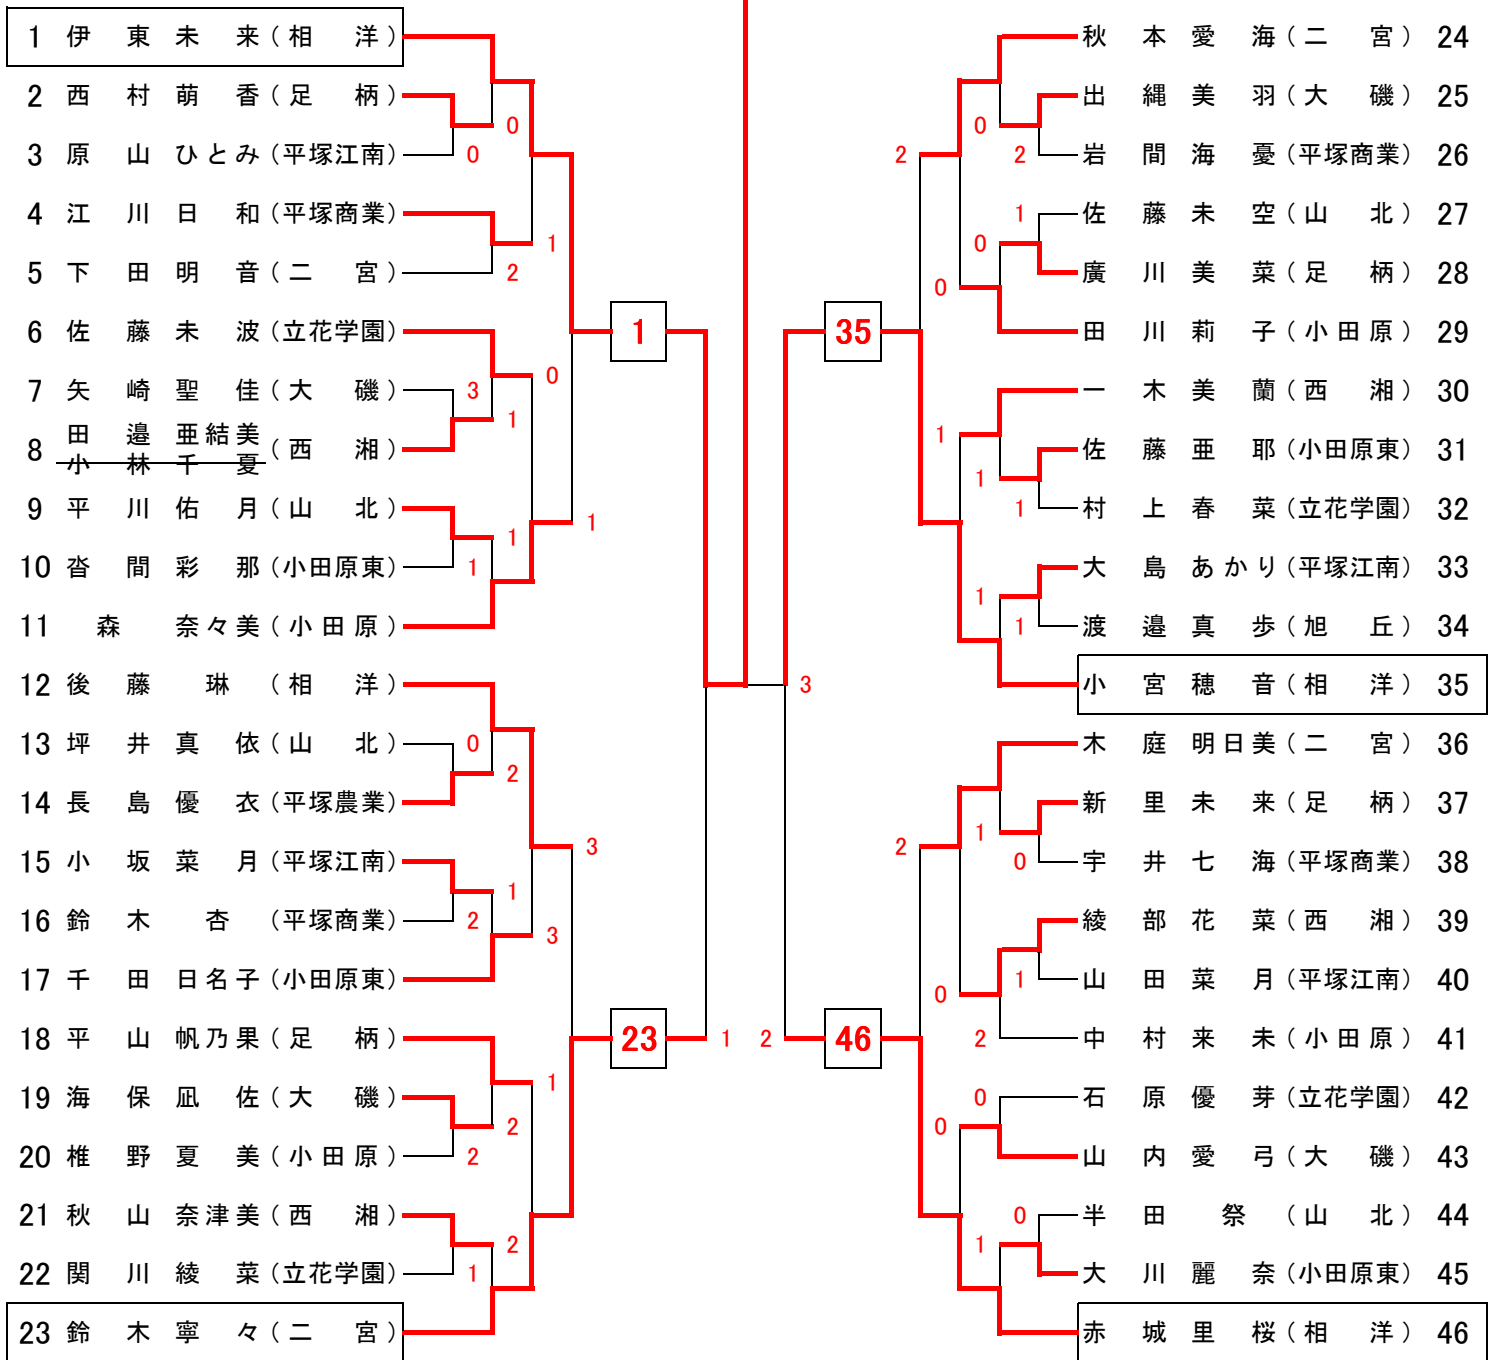 1 伊東未来(相洋)
2 西村萌香(足柄)
3 原山ひとみ(平塚江南)
4 江川日和(平塚商業)
5 下田明音(二宮)
6 佐藤未波(立花学園)
7 矢崎聖佳(大磯)
8 田邉亜結美 小林千夏(西湘)
9 平川佑月(山北)
10 沓間彩那(小田原東)
11 森奈々美(小田原)
12 後藤琳(相洋)
13 坪井真依(山北)
14 長島優衣(平塚農業)
15 小坂菜月(平塚江南)
16 鈴木杏(平塚商業)
17 千田日名子(小田原東)
18 平山帆乃果(足柄)
19 海保凪佐(大磯)
20 椎野夏美(小田原)
21 秋山奈津美(西湘)
22 関川綾菜(立花学園)
23 鈴木寧々(二宮)
0
0
1
2
0
3
1
1
1
1
0
2
3
1
2
3
1
2
2
2
1
1
23
1
3
2
35
46
2
0
2
1
0
0
1
1
1
1
1
2
1
0
0
1
2
0
0
0
1
秋本愛海(二宮) 24
出縄美羽(大磯) 25
岩間海憂(平塚商業) 26
佐藤未空(山北) 27
廣川美菜(足柄) 28
田川莉子(小田原) 29
一木美蘭(西湘) 30
佐藤亜耶(小田原東) 31
村上春菜(立花学園) 32
大島あかり(平塚江南) 33
渡邉真歩(旭丘) 34
小宮穂音(相洋) 35
木庭明日美(二宮) 36
新里未来(足柄) 37
宇井七海(平塚商業) 38
綾部花菜(西湘) 39
山田菜月(平塚江南) 40
中村来未(小田原) 41
石原優芽(立花学園) 42
山内愛弓(大磯) 43
半田祭(山北) 44
大川麗奈(小田原東) 45
赤城里桜(相洋) 46